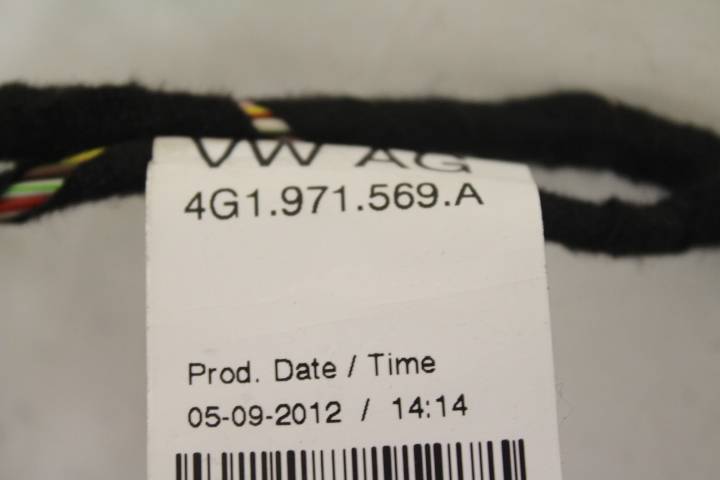 VW AG
4G1.971.569.A
Prod. Date / Time
05-09-2012 / 14:14